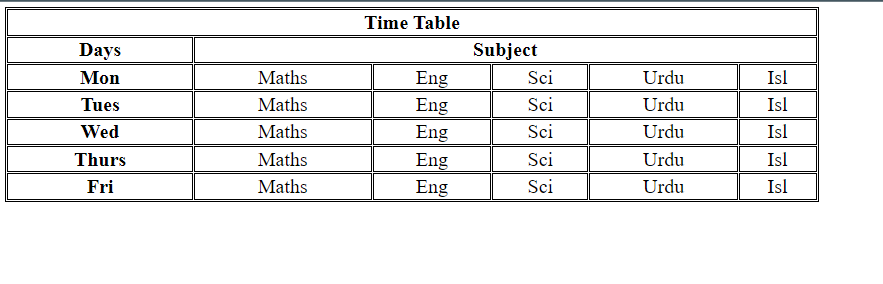 Time Table
Days Subject
Mon Maths Eng Sci Urdu Isl
Tues Maths Eng Sci Urdu Isl
Wed Maths Eng Sci Urdu Isl
Thurs Maths Eng Sci Urdu Isl
Fri Maths Eng Sci Urdu Isl